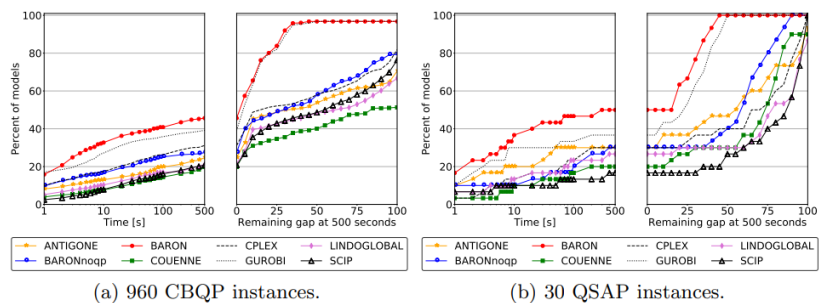 100
80
60
40
20
0
Percent of models
1 10 100 500
Time [s]
0 25 50 75 100
Remaining gap at 500 seconds
ANTIGONE BARON CPLEX LINDOGLOBAL
BARONnoqp COUENNE GUROBI SCIP
(a) 960 CBQP instances.
100
80
60
40
20
0
Percent of models
1 10 100 500
Time [s]
0 25 50 75 100
Remaining gap at 500 seconds
ANTIGONE BARON CPLEX LINDOGLOBAL
BARONnoqp COUENNE GUROBI SCIP
(b) 30 QSAP instances.